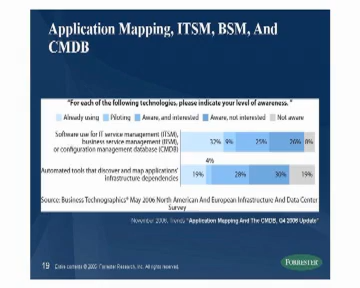 Application Mapping, ITSM, BSM, And
CMDB
"For each of the following technologies, please indicate your level of awareness."
Already using Piloting Aware, and interested Aware, not interested Not aware
Software use for IT service management (ITSM),
business service management (BSM),
or configuration management database (CMDB)
32% 9% 25% 26% 8%
4%
Automated tools that discover and map applications'
infrastructure dependencies
19% 28% 30% 19%
Source: Business Technographics® May 2006 North American And European Infrastructure And Data Center
Survey
November 2006, Trends "Application Mapping And The CMDB, Q4 2006 Update"
19 Entire contents © 2006 Forrester Research, Inc. All rights reserved.
FORRESTER